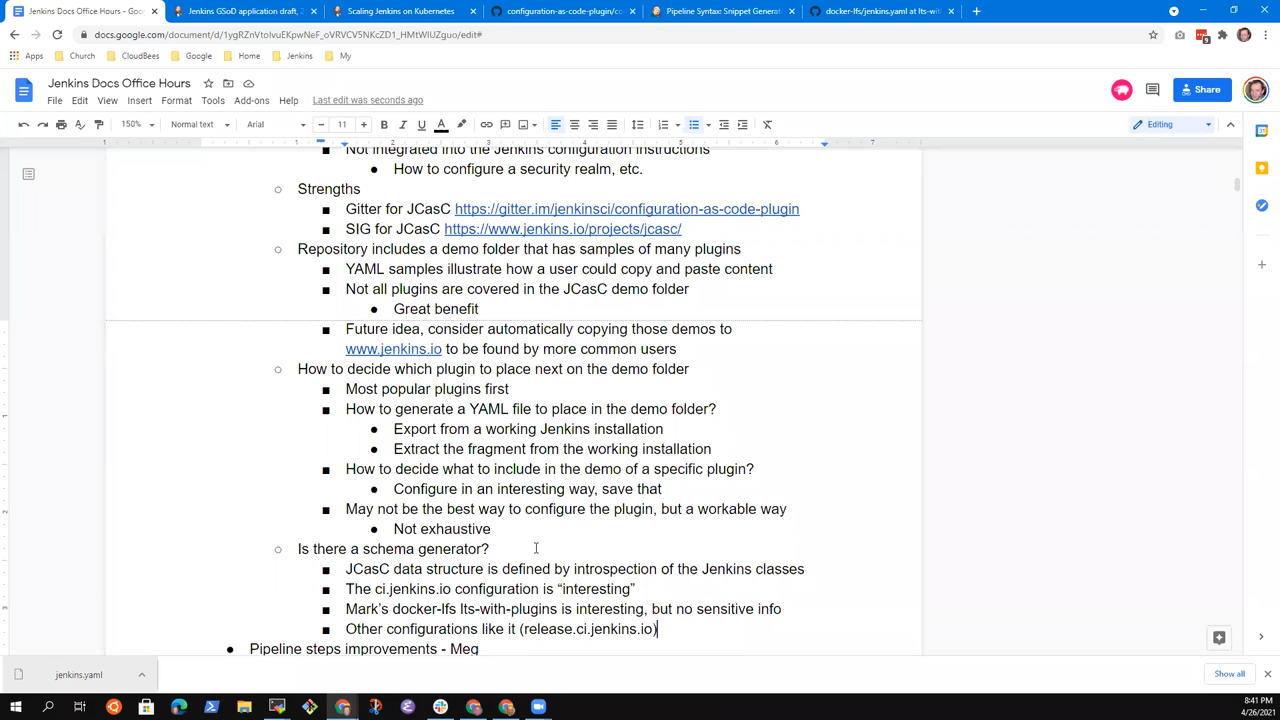 Jenkins Docs Office Hours - Goo
Jenkins GSoD application draft, 2
Scaling Jenkins on Kubernetes
configuration-as-code-plugin/co
Pipeline Syntax: Snippet Generat
docker-lfs/jenkins.yaml at lts-wit
docs.google.com/document/d/1ygRZnVtoIvuEKpwNeF_oVRVCV5NKcZD1_HMtWIUZguo/edit#
Apps
Church
CloudBees
Google
Home
Jenkins
My
Jenkins Docs Office Hours
File Edit View Insert Format Tools Add-ons Help Last edit was seconds ago
Share
150% Normal text Arial 11 B I U A Editing
1 1 2 3 4 5 6 7
Not integrated into the Jenkins configuration instructions
How to configure a security realm, etc.
Strengths
Gitter for JCasC https://gitter.im/jenkinsci/configuration-as-code-plugin
SIG for JCasC https://www.jenkins.io/projects/jcasc/
Repository includes a demo folder that has samples of many plugins
YAML samples illustrate how a user could copy and paste content
Not all plugins are covered in the JCasC demo folder
Great benefit
Future idea, consider automatically copying those demos to
www.jenkins.io to be found by more common users
How to decide which plugin to place next on the demo folder
Most popular plugins first
How to generate a YAML file to place in the demo folder?
Export from a working Jenkins installation
Extract the fragment from the working installation
How to decide what to include in the demo of a specific plugin?
Configure in an interesting way, save that
May not be the best way to configure the plugin, but a workable way
Not exhaustive
Is there a schema generator?
JCasC data structure is defined by introspection of the Jenkins classes
The ci.jenkins.io configuration is “interesting”
Mark’s docker-lfs lts-with-plugins is interesting, but no sensitive info
Other configurations like it (release.ci.jenkins.io)
Pipeline steps improvements - Meg
jenkins.yaml
Show all
8:41 PM
4/26/2021